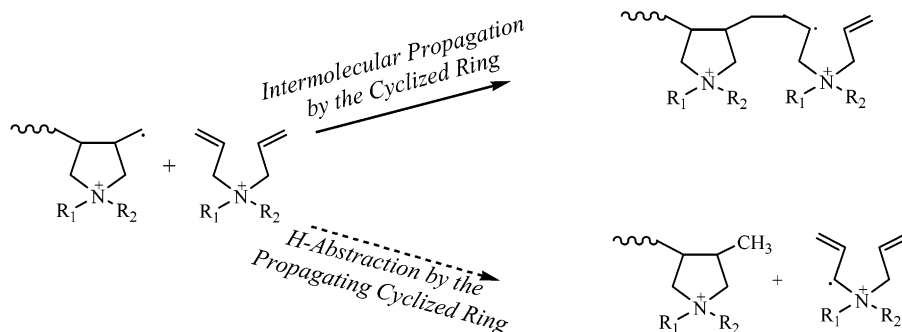 Intermolecular Propagation
by the Cyclized Ring
+
N
+
R1
R2
N
+
R1
R2
+
N
+
R1
R2
N
+
R1
R2
H-Abstraction by the
Propagating Cyclized Ring
CH3
N
+
R1
R2
+
N
+
R1
R2